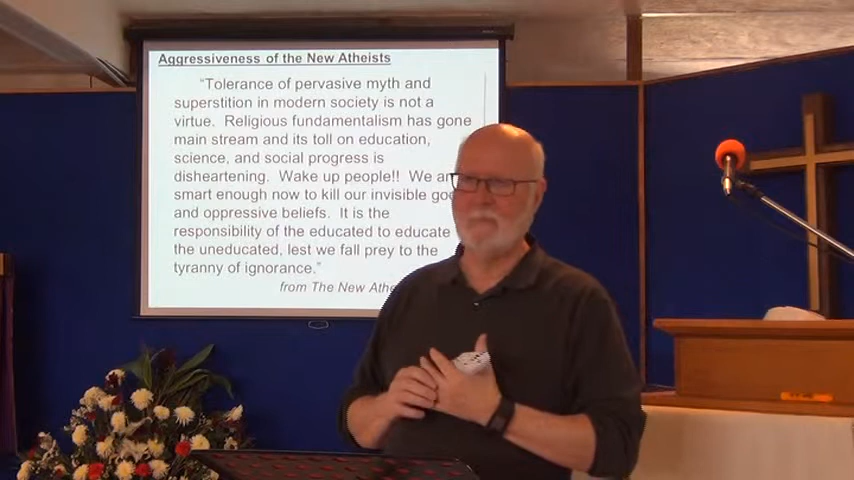 Aggressiveness of the New Atheists
"Tolerance of pervasive myth and
superstition in modern society is not a
virtue. Religious fundamentalism has gone
main stream and its toll on education,
science, and social progress is
disheartening. Wake up people!! We a
smart enough now to kill our invisible go
and oppressive beliefs. It is the
responsibility of the educated to educate
the uneducated, lest we fall prey to the
tyranny of ignorance."
from The New Athe